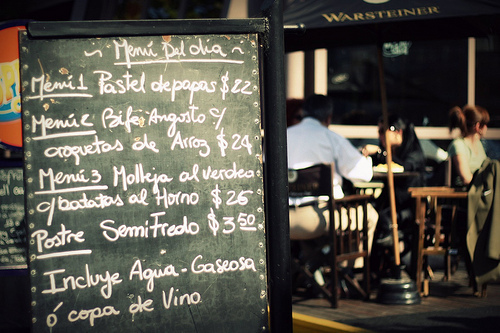 WARSTEINER
~ Menú Del dia ~
Menú1 Pastel de papas $22
Menú2 Bife Angosto c/
croquetas de Arroz $24
Menú3 Molleja al verdeo
c/batatas al Horno $26
Postre SemiFredo $3 50
Incluye Agua - Gaseosa
ó copa de Vino